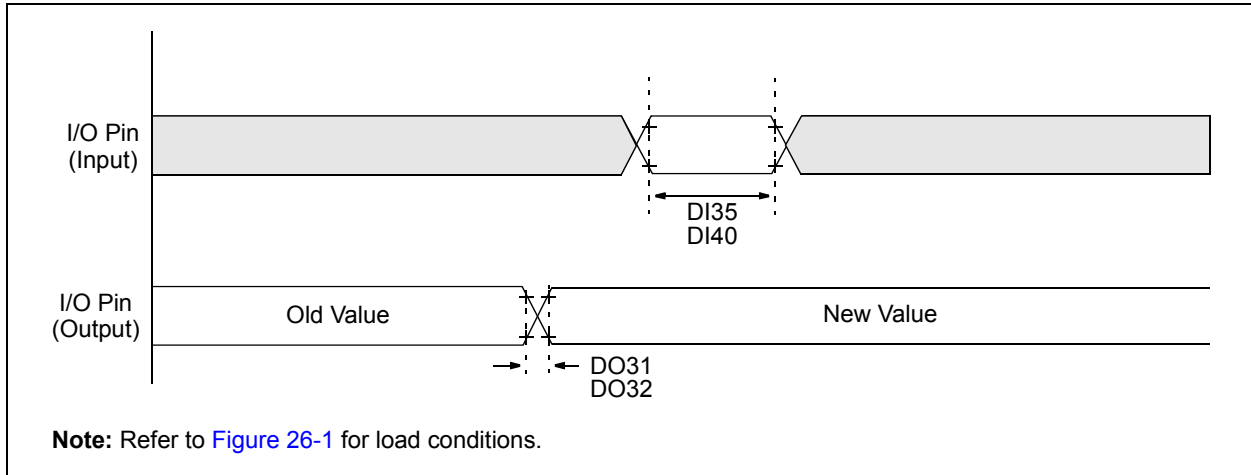 I/O Pin
(Input)
DI35
DI40
I/O Pin
(Output)
Old Value
New Value
DO31
DO32
Note: Refer to Figure 26-1 for load conditions.